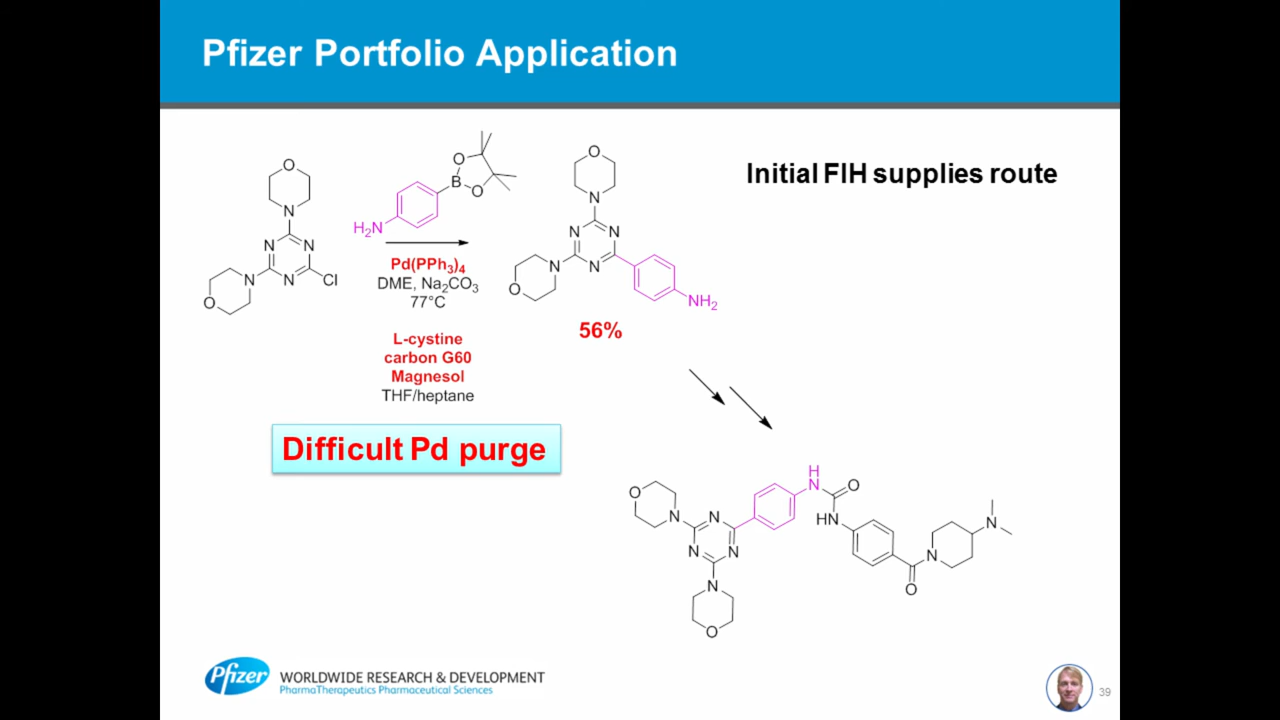 Pfizer Portfolio Application
Initial FIH supplies route
O
N
N
N
N
N
O
Cl
H₂N
B
O
O
Pd(PPh₃)₄
DME, Na₂CO₃
77°C
L-cystine
carbon G60
Magnesol
THF/heptane
O
N
N
N
N
N
O
NH₂
56%
Difficult Pd purge
O
N
N
N
N
N
O
H
N
O
HN
O
N
N
Pfizer
WORLDWIDE RESEARCH & DEVELOPMENT
PharmaTherapeutics Pharmaceutical Sciences
39